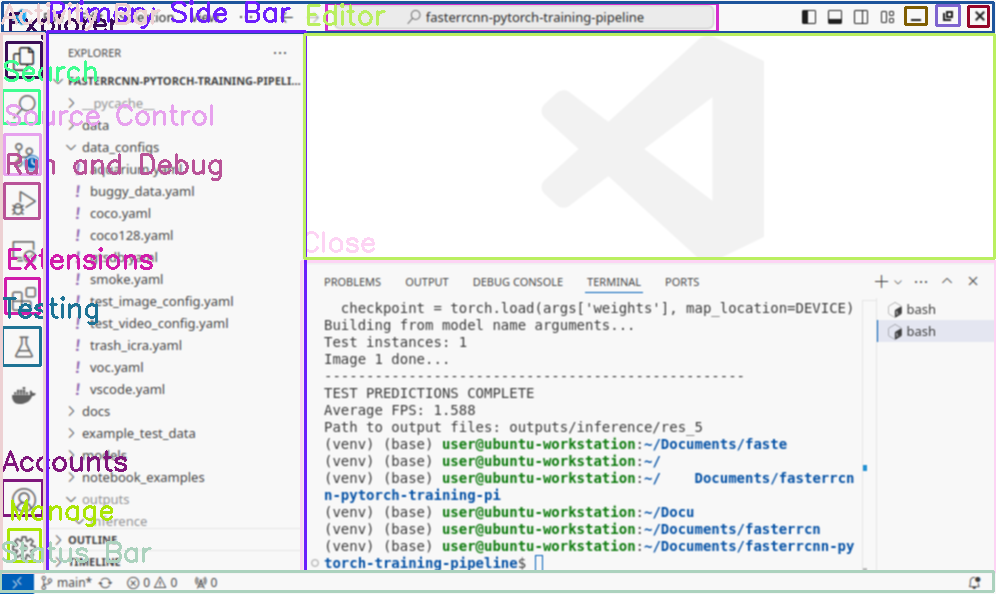 Primary Side Bar
Editor
fasterrcnn-pytorch-training-pipeline
Explorer
EXPLORER
Search
FASTERRCNN-PYTORCH-TRAINING-PIPELI...
__pycache__
Source Control
data
data_configs
Run and Debug
aquarium.yaml
buggy_data.yaml
coco.yaml
coco128.yaml
Close
Extensions
smoke.yaml
Testing
test_image_config.yaml
test_video_config.yaml
trash_icra.yaml
voc.yaml
vscode.yaml
docs
example_test_data
Accounts
models
notebook_examples
outputs
Manage
inference
OUTLINE
Status Bar
TIMELINE
PROBLEMS OUTPUT DEBUG CONSOLE TERMINAL PORTS
checkpoint = torch.load(args['weights'], map_location=DEVICE)
Building from model name arguments...
Test instances: 1
Image 1 done...
--------------------------------------------------
TEST PREDICTIONS COMPLETE
Average FPS: 1.588
Path to output files: outputs/inference/res_5
(venv) (base) user@ubuntu-workstation:~/Documents/faste
(venv) (base) user@ubuntu-workstation:~/
(venv) (base) user@ubuntu-workstation:~/ Documents/fasterrcn
n-pytorch-training-pi
(venv) (base) user@ubuntu-workstation:~/Docu
(venv) (base) user@ubuntu-workstation:~/Documents/fasterrcn
(venv) (base) user@ubuntu-workstation:~/Documents/fasterrcnn-py
torch-training-pipeline$
bash
bash
main* 0 0 0